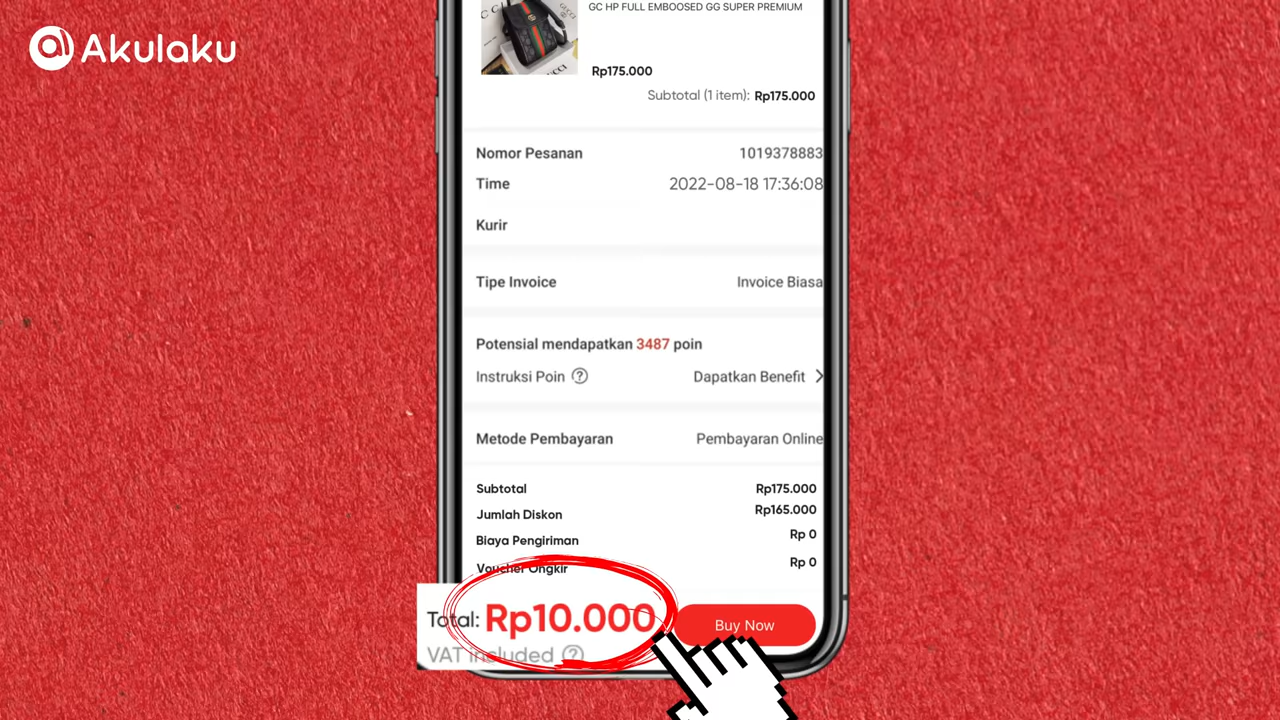 Akulaku
GC HP FULL EMBOOSED GG SUPER PREMIUM
Rp175.000
Subtotal (1 item): Rp175.000
Nomor Pesanan 1019378883
Time 2022-08-18 17:36:08
Kurir
Tipe Invoice Invoice Biasa
Potensial mendapatkan 3487 poin
Instruksi Poin ? Dapatkan Benefit >
Metode Pembayaran Pembayaran Online
Subtotal Rp175.000
Jumlah Diskon Rp165.000
Biaya Pengiriman Rp 0
Voucher Ongkir Rp 0
Total: Rp10.000
Buy Now
VAT included ?